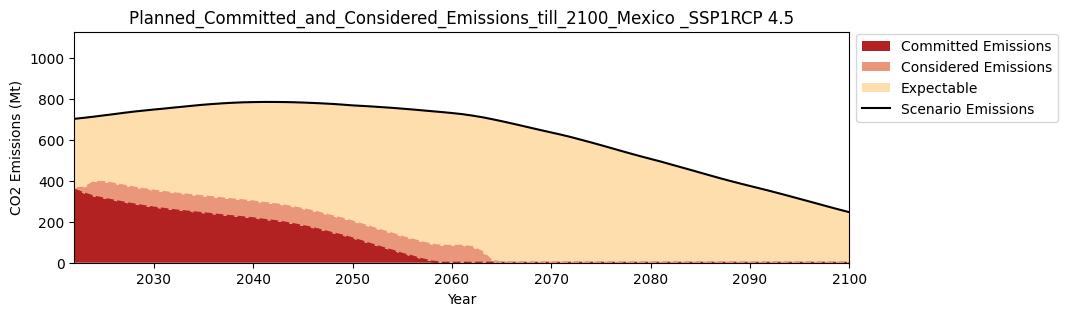 Planned_Committed_and_Considered_Emissions_till_2100_Mexico _SSP1RCP 4.5
Committed Emissions
Considered Emissions
Expectable
Scenario Emissions
CO2 Emissions (Mt)
1000
800
600
400
200
0
2030 2040 2050 2060 2070 2080 2090 2100
Year